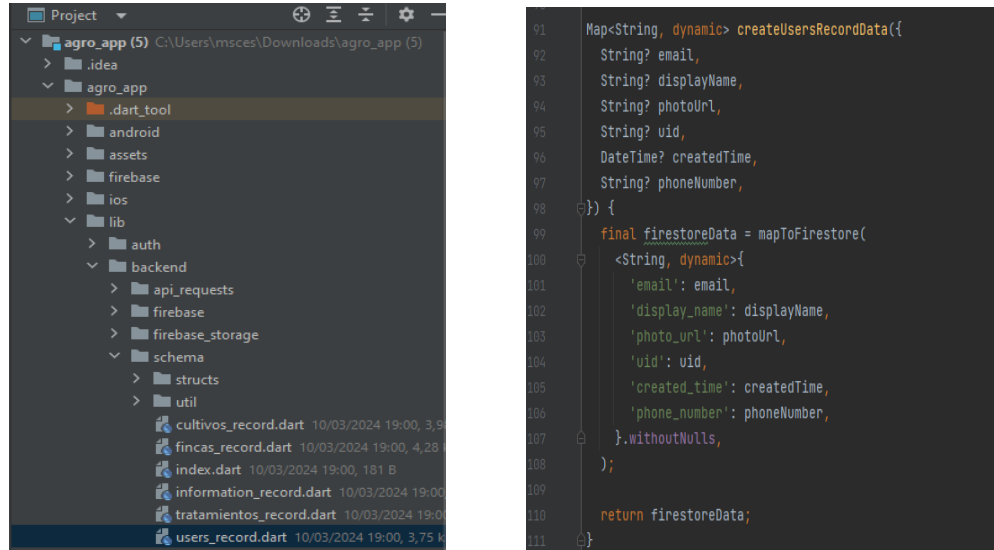 Project
agro_app (5) C:\Users\msces\Downloads\agro_app (5)
.idea
agro_app
.dart_tool
android
assets
firebase
ios
lib
auth
backend
api_requests
firebase
firebase_storage
schema
structs
util
cultivos_record.dart 10/03/2024 19:00, 3,9
fincas_record.dart 10/03/2024 19:00, 4,28
index.dart 10/03/2024 19:00, 181 B
information_record.dart 10/03/2024 19:00
tratamientos_record.dart 10/03/2024 19:0
users_record.dart 10/03/2024 19:00, 3,75 k
91 Map<String, dynamic> createUsersRecordData({
92 String? email,
93 String? displayName,
94 String? photoUrl,
95 String? uid,
96 DateTime? createdTime,
97 String? phoneNumber,
98 }) {
99 final firestoreData = mapToFirestore(
100 <String, dynamic>{
101 'email': email,
102 'display_name': displayName,
103 'photo_url': photoUrl,
104 'uid': uid,
105 'created_time': createdTime,
106 'phone_number': phoneNumber,
107 }.withoutNulls,
108 );
109
110 return firestoreData;
111 }